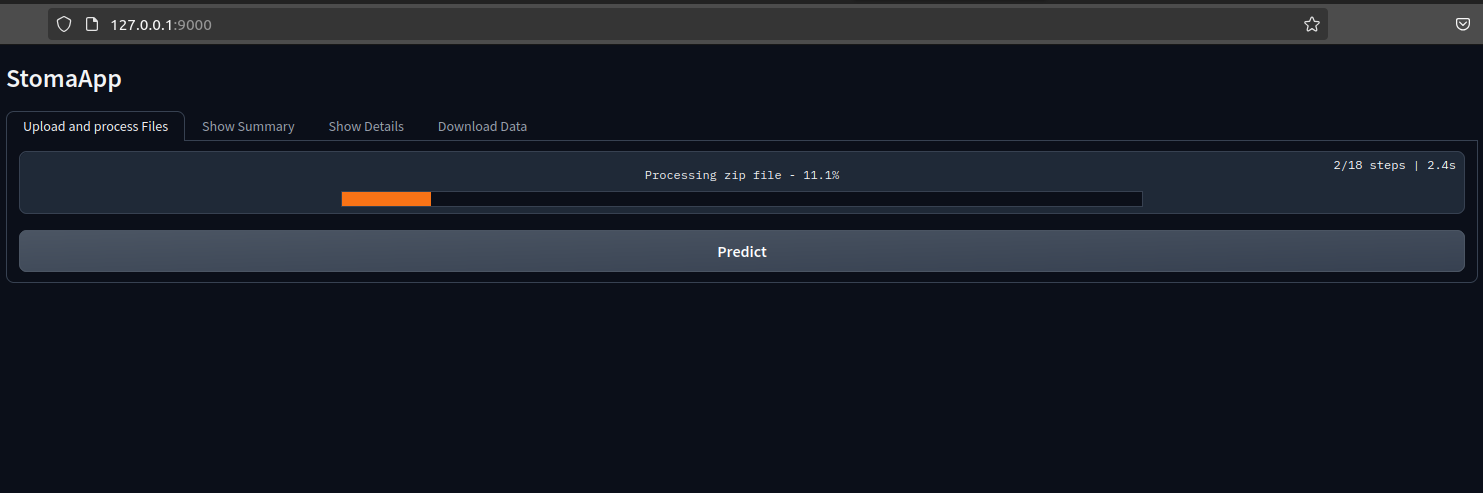 127.0.0.1:9000
StomaApp
Upload and process Files Show Summary Show Details Download Data
2/18 steps | 2.4s
Processing zip file - 11.1%
Predict